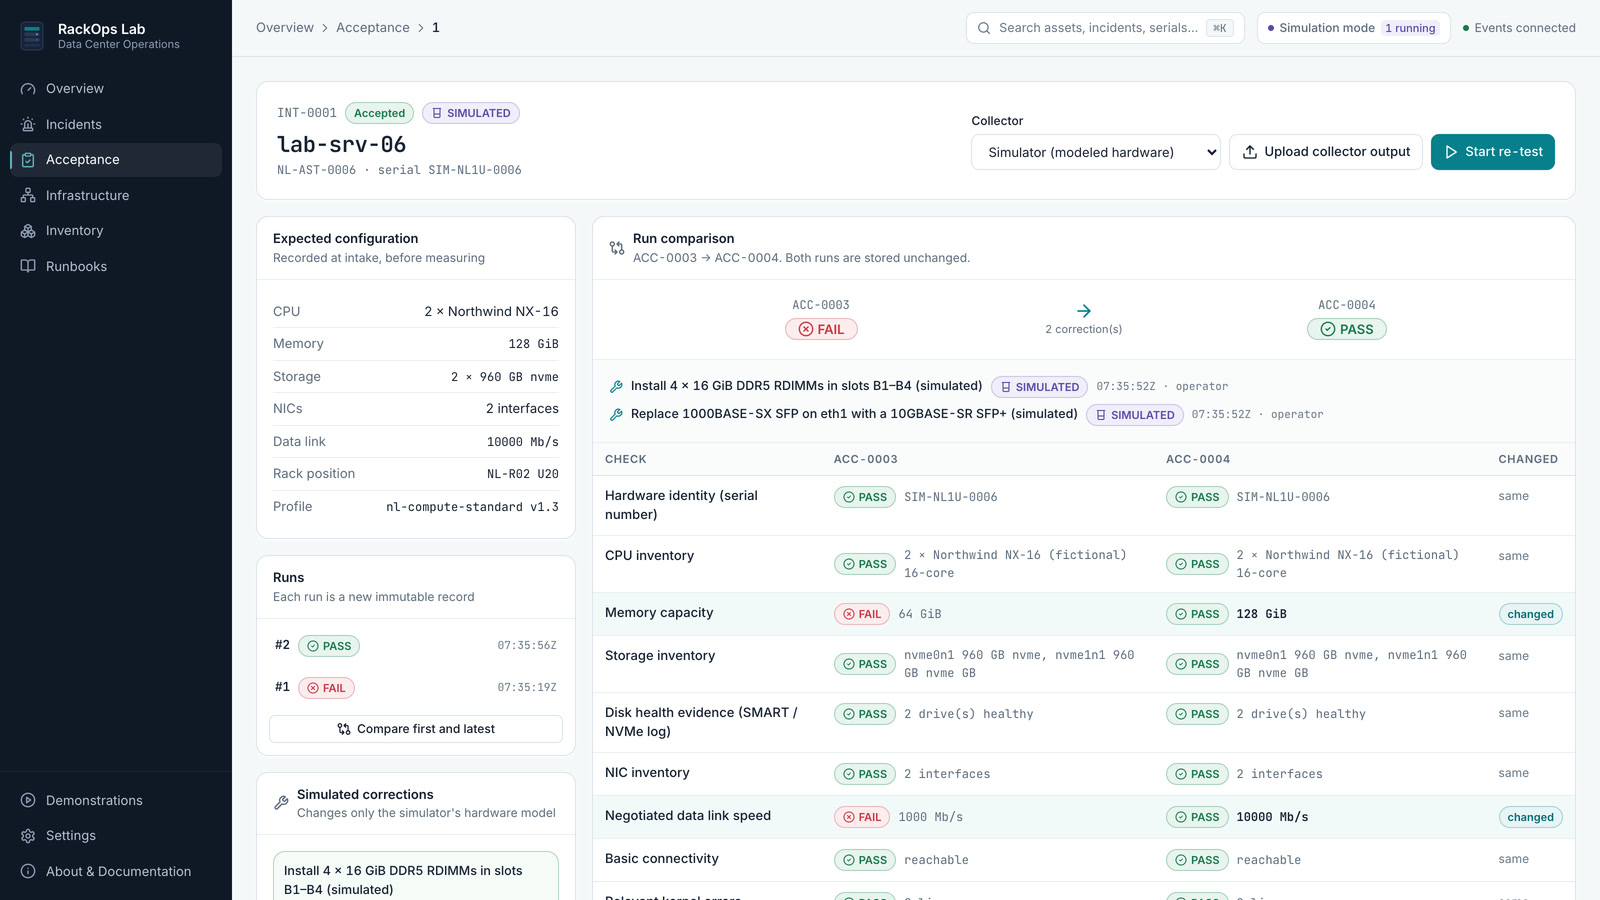 RackOps Lab
Data Center Operations
Overview
Incidents
Acceptance
Infrastructure
Inventory
Runbooks
Demonstrations
Settings
About & Documentation
Overview > Acceptance > 1
Search assets, incidents, serials... ⌘K
Simulation mode 1 running
Events connected
INT-0001 Accepted SIMULATED
lab-srv-06
NL-AST-0006 · serial SIM-NL1U-0006
Collector
Simulator (modeled hardware)
Upload collector output
Start re-test
Expected configuration
Recorded at intake, before measuring
CPU 2 × Northwind NX-16
Memory 128 GiB
Storage 2 × 960 GB nvme
NICs 2 interfaces
Data link 10000 Mb/s
Rack position NL-R02 U20
Profile nl-compute-standard v1.3
Runs
Each run is a new immutable record
#2 PASS 07:35:56Z
#1 FAIL 07:35:19Z
Compare first and latest
Simulated corrections
Changes only the simulator's hardware model
Install 4 × 16 GiB DDR5 RDIMMs in slots
B1–B4 (simulated)
Run comparison
ACC-0003 → ACC-0004. Both runs are stored unchanged.
ACC-0003 → ACC-0004
FAIL 2 correction(s) PASS
Install 4 × 16 GiB DDR5 RDIMMs in slots B1–B4 (simulated) SIMULATED 07:35:52Z · operator
Replace 1000BASE-SX SFP on eth1 with a 10GBASE-SR SFP+ (simulated) SIMULATED 07:35:52Z · operator
CHECK ACC-0003 ACC-0004 CHANGED
Hardware identity (serial
number) PASS SIM-NL1U-0006 PASS SIM-NL1U-0006 same
CPU inventory PASS 2 × Northwind NX-16 (fictional) PASS 2 × Northwind NX-16 (fictional) same
16-core 16-core
Memory capacity FAIL 64 GiB PASS 128 GiB changed
Storage inventory PASS nvme0n1 960 GB nvme, nvme1n1 960 PASS nvme0n1 960 GB nvme, nvme1n1 960 same
GB nvme GB GB nvme GB
Disk health evidence (SMART /
NVMe log) PASS 2 drive(s) healthy PASS 2 drive(s) healthy same
NIC inventory PASS 2 interfaces PASS 2 interfaces same
Negotiated data link speed FAIL 1000 Mb/s PASS 10000 Mb/s changed
Basic connectivity PASS reachable PASS reachable same